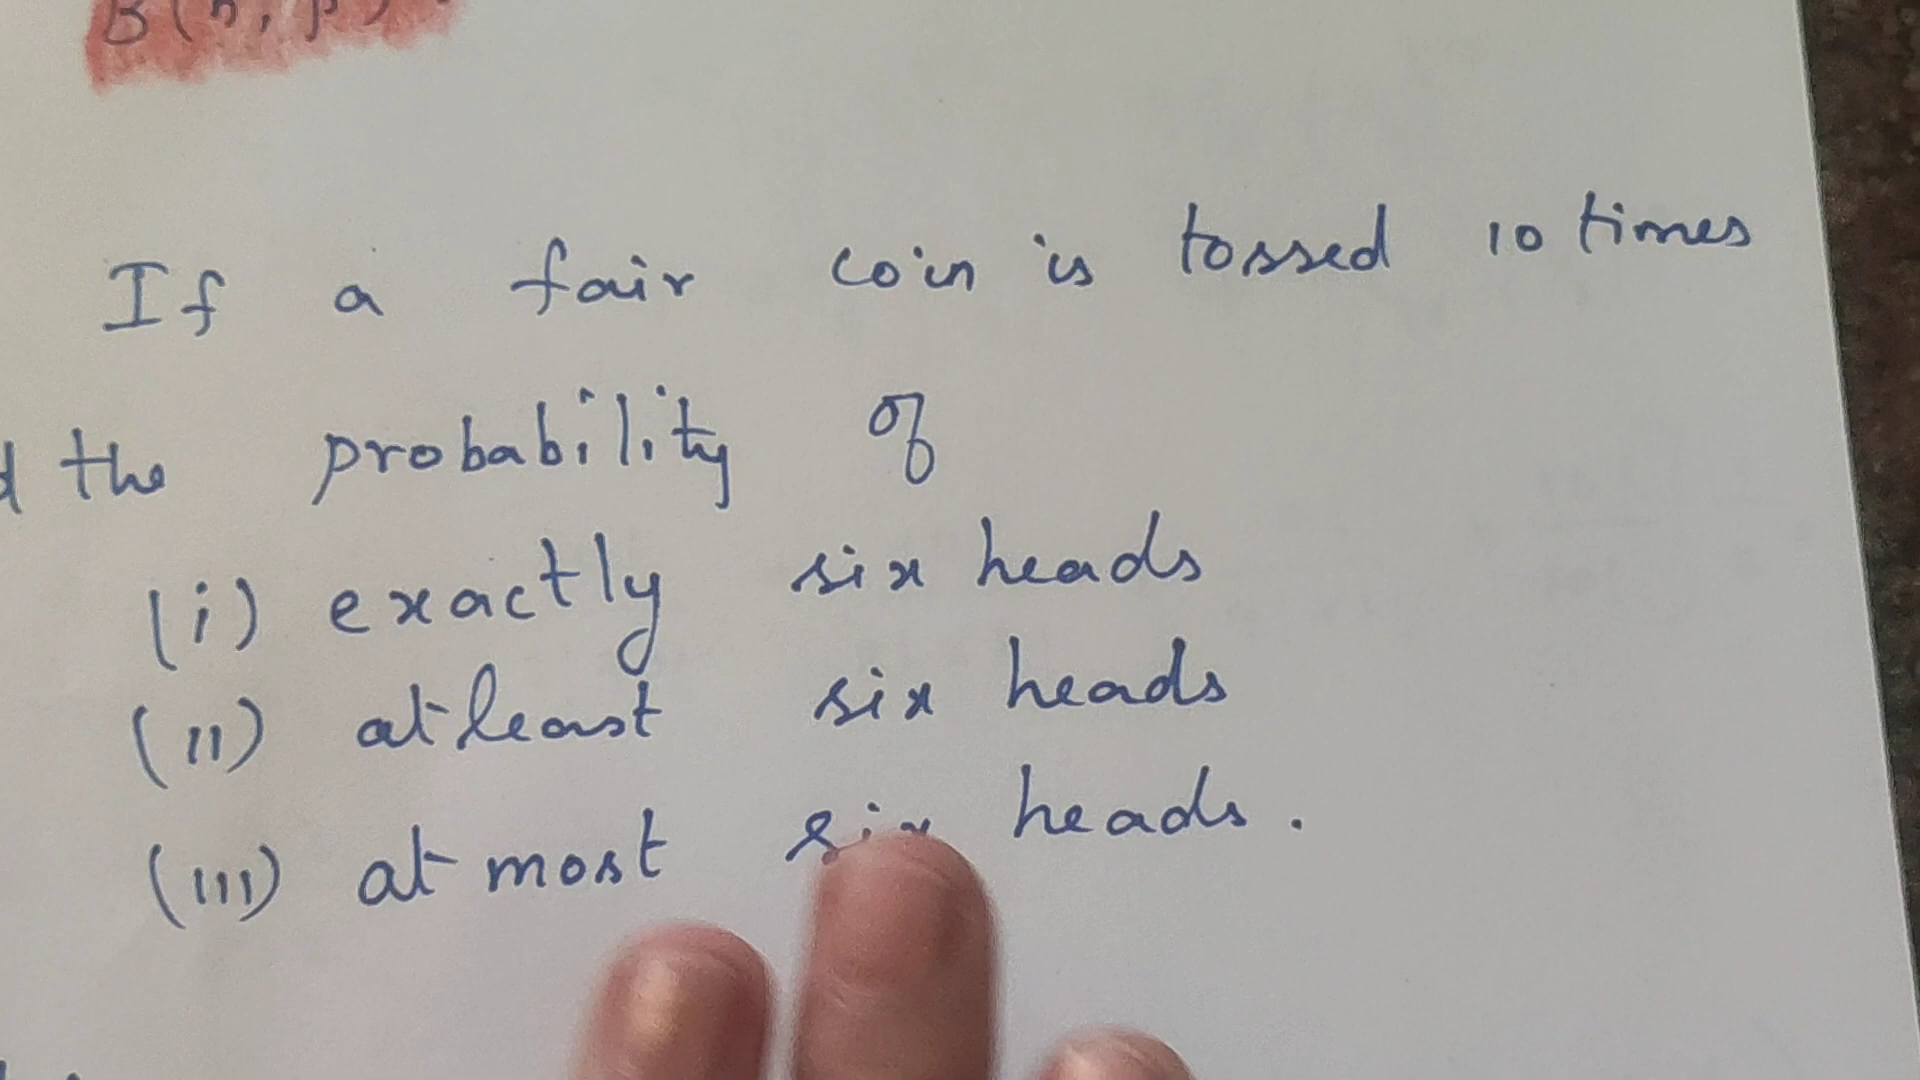 B(n, p)
If a fair coin is tossed 10 times
the probability of
(i) exactly six heads
(ii) atleast six heads
(iii) at most six heads.